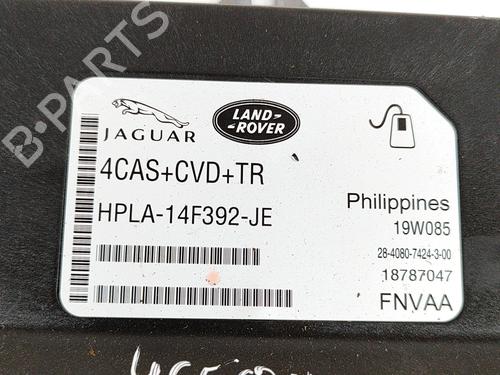 B-PARTS
JAGUAR
LAND-
-ROVER
4CAS+CVD+TR
HPLA-14F392-JE
Philippines
19W085
28-4080-7424-3-00
18787047
FNVAA